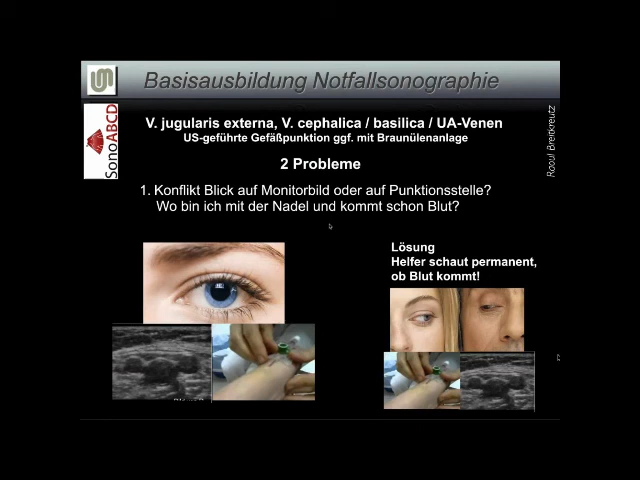 Basisausbildung Notfallsonographie
SonoABCD
V. jugularis externa, V. cephalica / basilica / UA-Venen
US-geführte Gefäßpunktion ggf. mit Braunülenanlage
Raoul Breitkreutz
2 Probleme
1. Konflikt Blick auf Monitorbild oder auf Punktionsstelle?
Wo bin ich mit der Nadel und kommt schon Blut?
Lösung
Helfer schaut permanent,
ob Blut kommt!